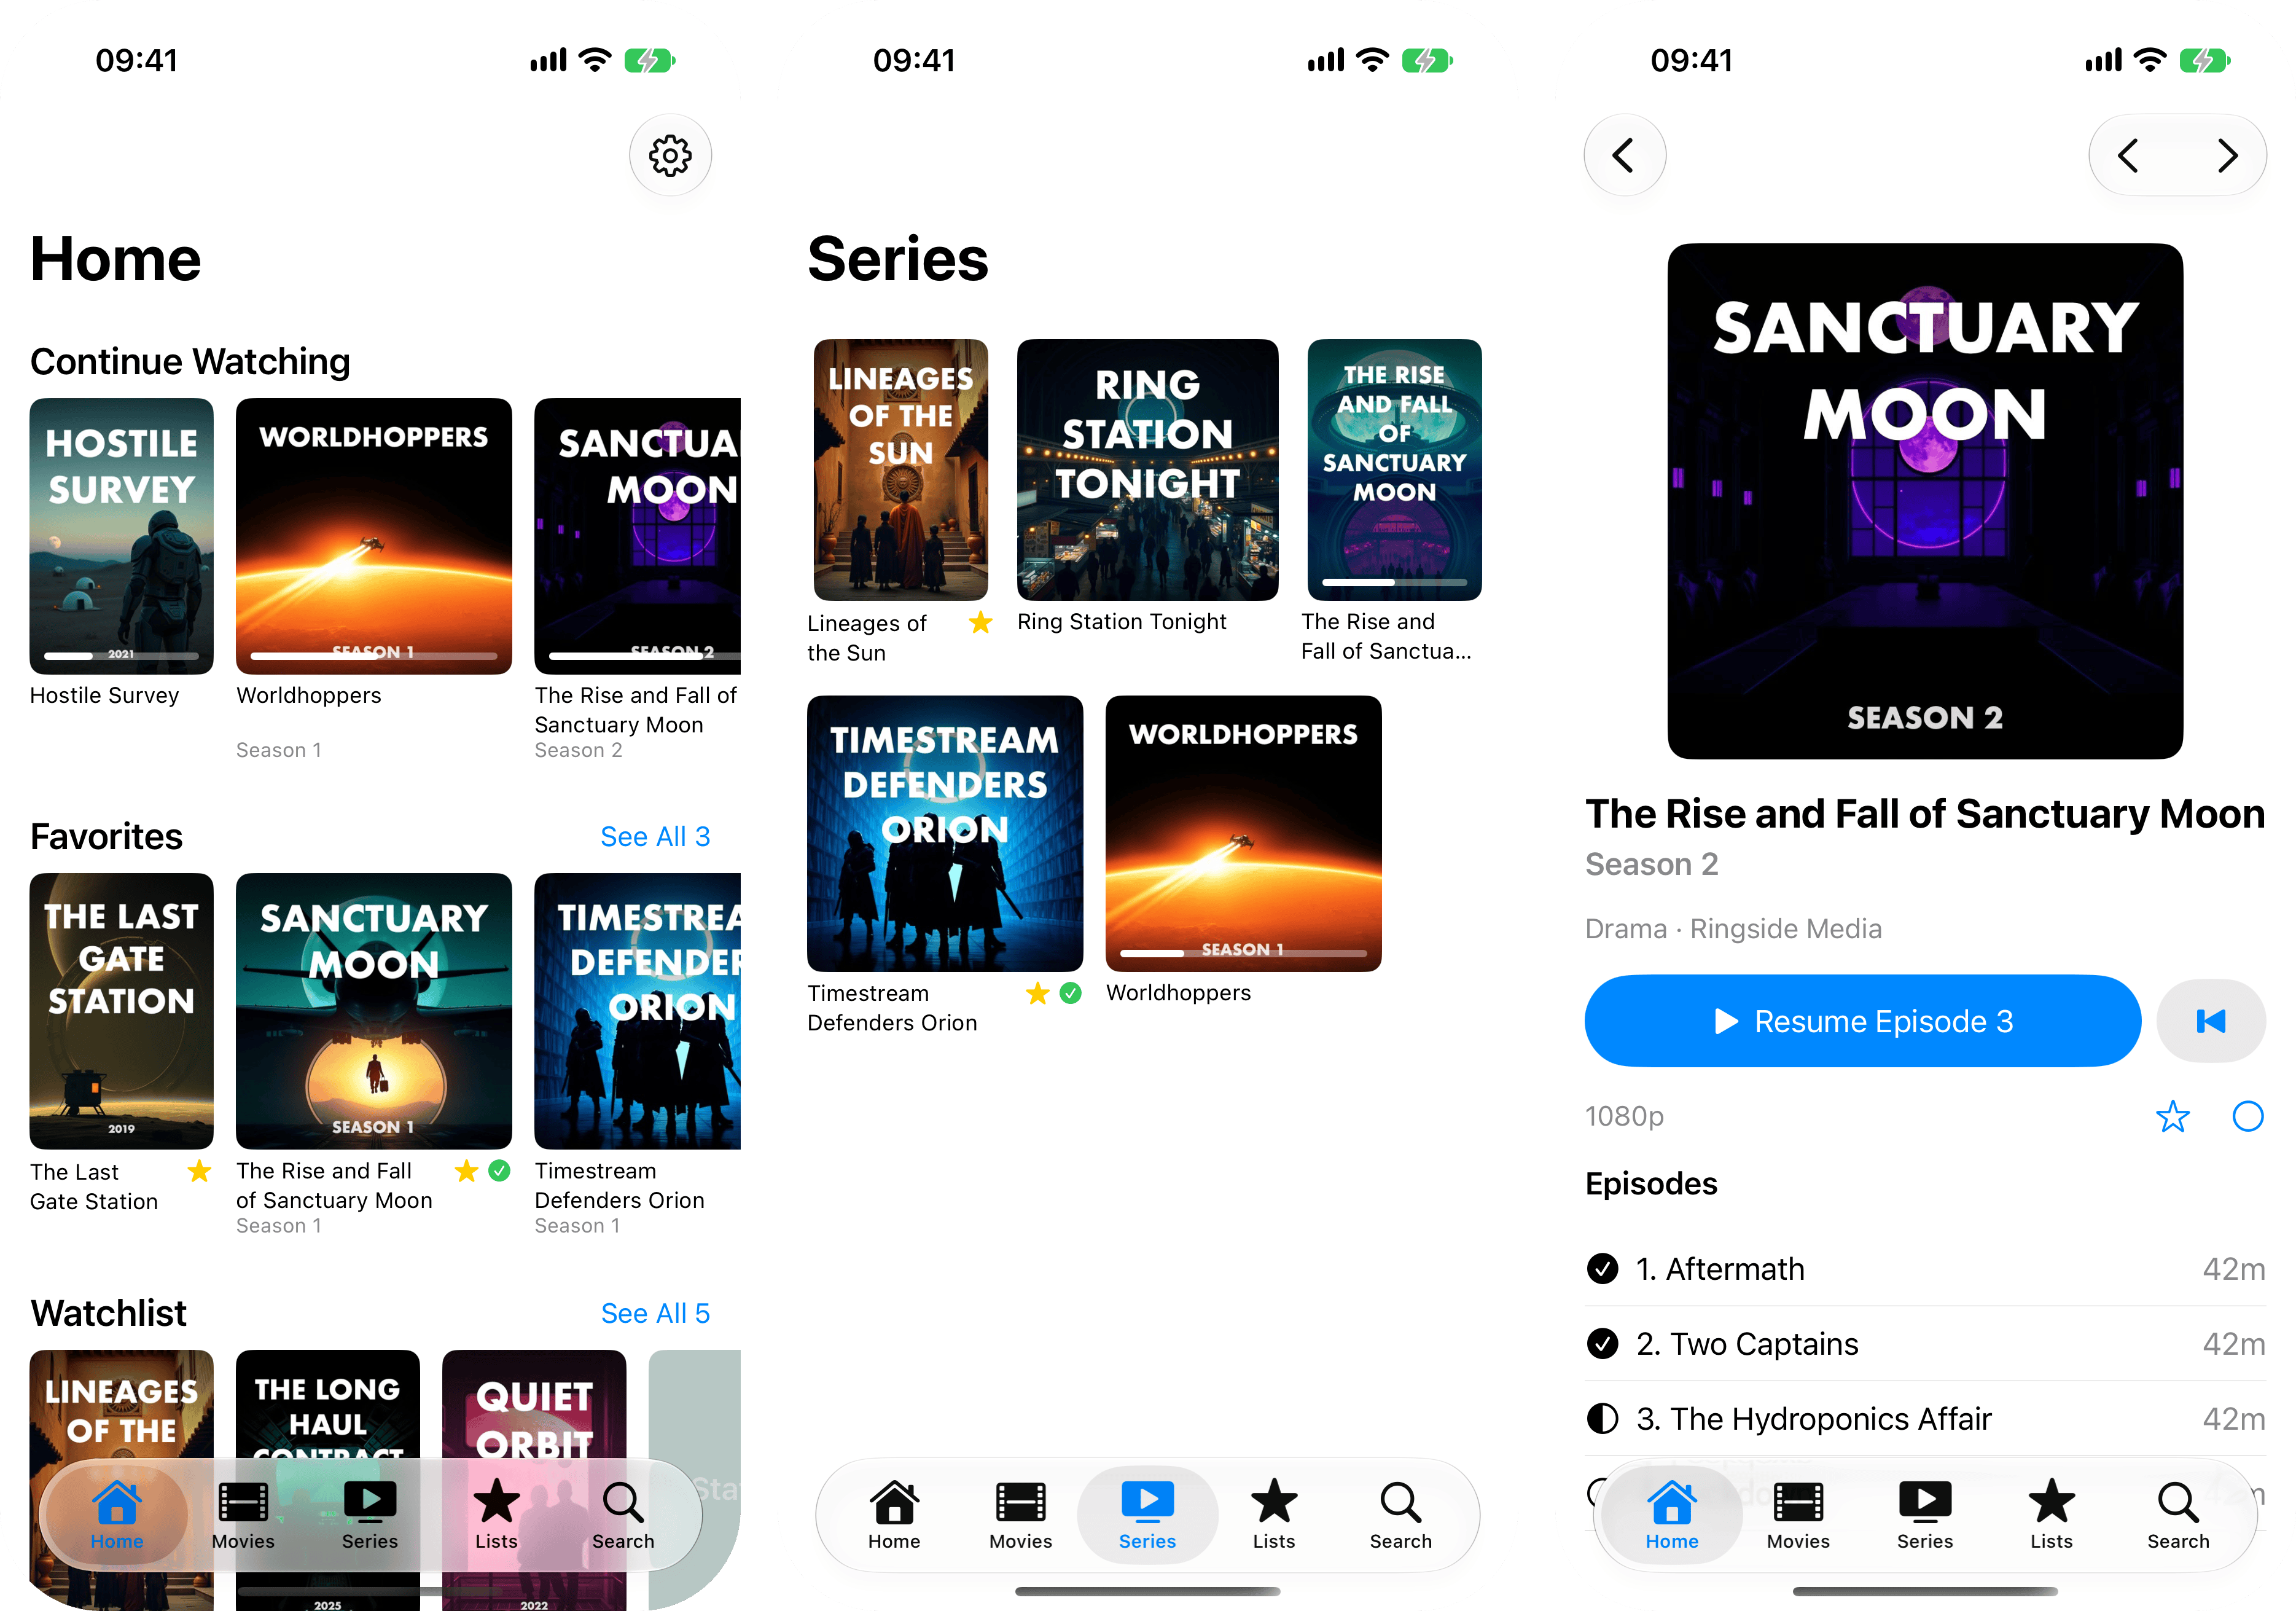 09:41
Home
Continue Watching
HOSTILE
SURVEY
2021
WORLDHOPPERS
SEASON 1
SANCTUA
MOON
SEASON 2
Hostile Survey
Worldhoppers
Season 1
The Rise and Fall of
Sanctuary Moon
Season 2
Favorites
See All 3
THE LAST
GATE
STATION
2019
SANCTUARY
MOON
SEASON 1
TIMESTREA
DEFENDER
ORION
The Last
Gate Station
The Rise and Fall
of Sanctuary Moon
Season 1
Timestream
Defenders Orion
Season 1
Watchlist
See All 5
LINEAGES
OF THE
THE LONG
HAUL
CONTRACT
2025
QUIET
ORBIT
2022
Sta
Home
Movies
Series
Lists
Search
09:41
Series
LINEAGES
OF THE
SUN
RING
STATION
TONIGHT
THE RISE
AND FALL
OF
SANCTUARY
MOON
Lineages of
the Sun
Ring Station Tonight
The Rise and
Fall of Sanctua...
TIMESTREAM
DEFENDERS
ORION
WORLDHOPPERS
SEASON 1
Timestream
Defenders Orion
Worldhoppers
Home
Movies
Series
Lists
Search
09:41
SANCTUARY
MOON
SEASON 2
The Rise and Fall of Sanctuary Moon
Season 2
Drama · Ringside Media
Resume Episode 3
1080p
Episodes
1. Aftermath
42m
2. Two Captains
42m
3. The Hydroponics Affair
42m
Home
Movies
Series
Lists
Search